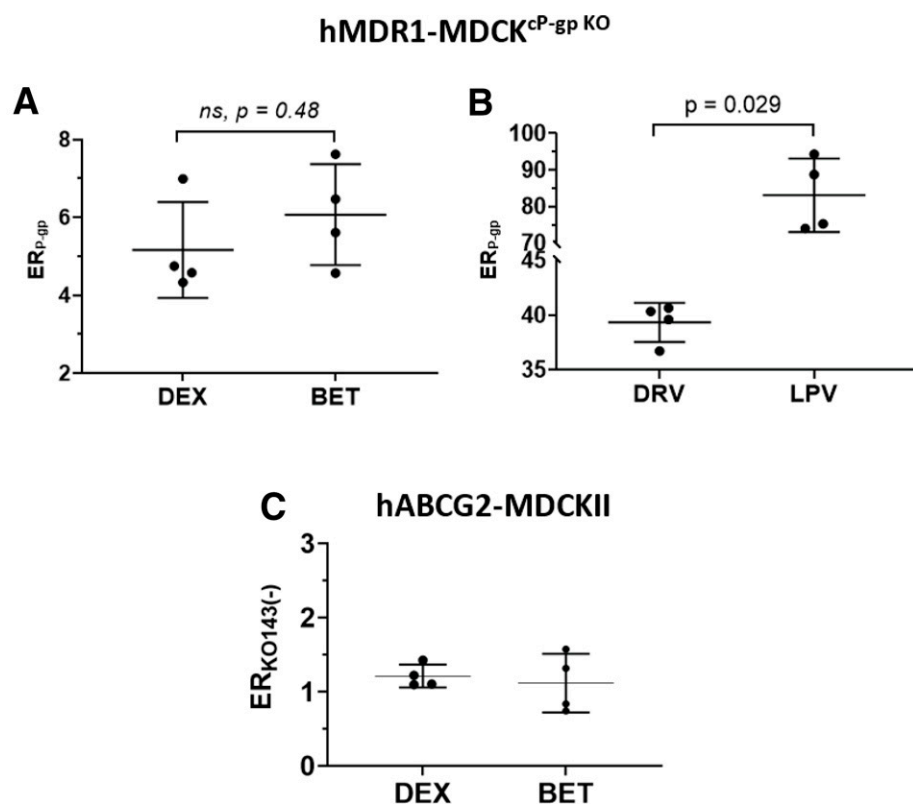 hMDR1-MDCKcP-gp KO
A
ns, p = 0.48
8
6
4
2
ERP-gp
DEX BET
B
p = 0.029
100
90
80
70
45
40
35
ERP-gp
DRV LPV
C
hABCG2-MDCKII
3
2
1
0
ERKO143(-)
DEX BET